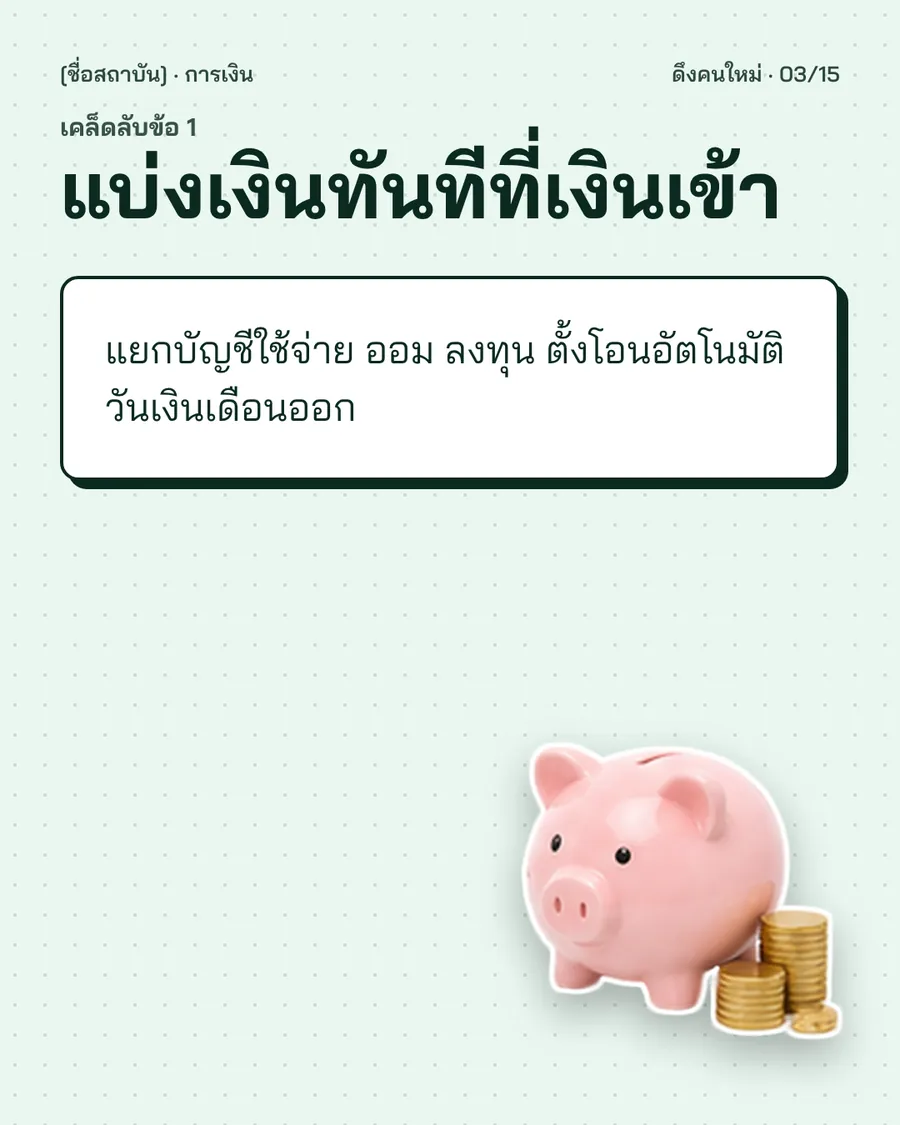 (ชื่อสถาบัน) · การเงิน
ดึงคนใหม่ · 03/15
เคล็ดลับข้อ 1
แบ่งเงินทันทีที่เงินเข้า
แยกบัญชีใช้จ่าย ออม ลงทุน ตั้งโอนอัตโนมัติ
วันเงินเดือนออก